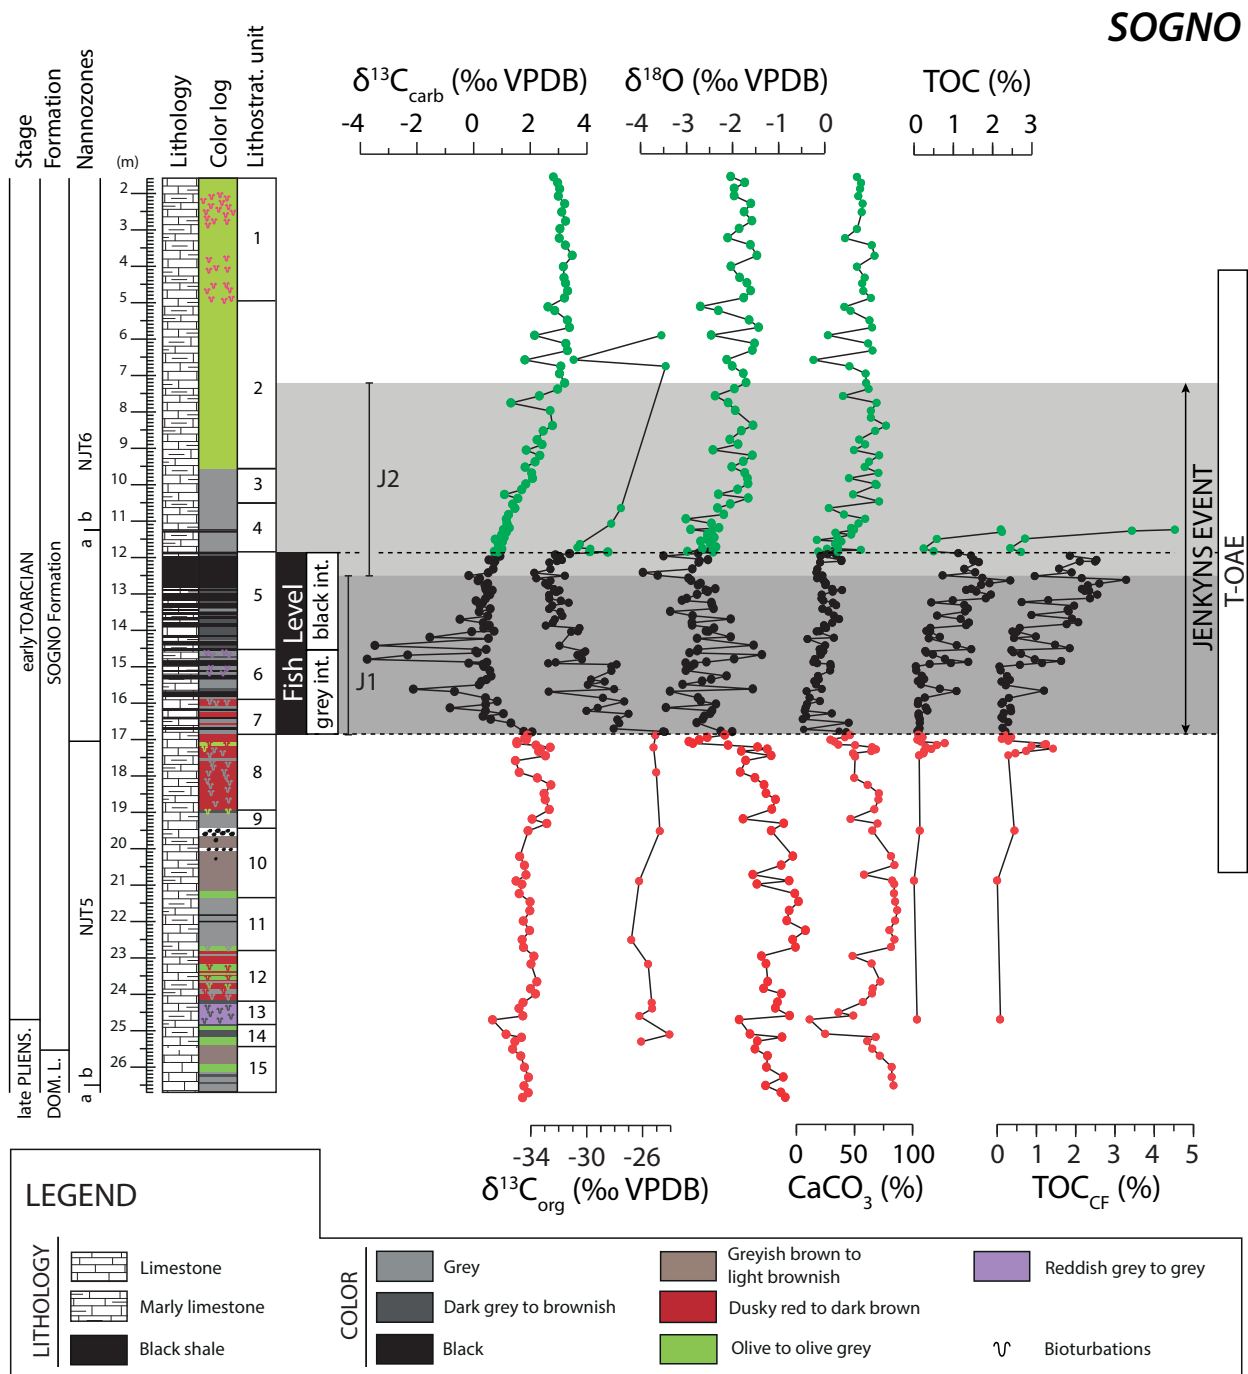 SOGNO
Stage
Formation
Nannozones
(m)
Lithology
Color log
Lithostrat. unit
δ13Ccarb (‰ VPDB)
δ18O (‰ VPDB)
TOC (%)
-4 -2 0 2 4
-4 -3 -2 -1 0
0 1 2 3
early TOARCIAN
late PLIENS.
SOGNO Formation
DOM. L.
NJT6
a b
NJT5
a b
2
3
4
5
6
7
8
9
10
11
12
13
14
15
16
17
18
19
20
21
22
23
24
25
26
1
2
3
4
5
6
7
8
9
10
11
12
13
14
15
Fish Level
black int.
grey int.
J2
J1
JENKYNS EVENT
T-OAE
-34 -30 -26
0 50 100
0 1 2 3 4 5
δ13Corg (‰ VPDB)
CaCO3 (%)
TOCCF (%)
LEGEND
LITHOLOGY
Limestone
Marly limestone
Black shale
COLOR
Grey
Dark grey to brownish
Black
Greyish brown to
light brownish
Dusky red to dark brown
Olive to olive grey
Reddish grey to grey
Bioturbations